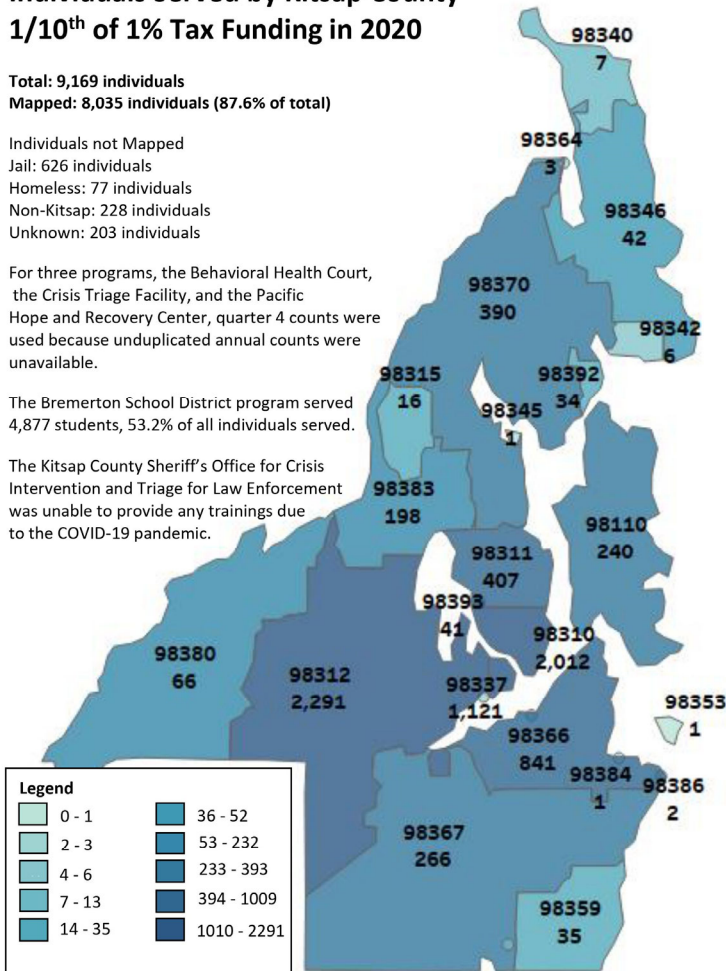 Individuals Served by Kitsap County
1/10th of 1% Tax Funding in 2020
Total: 9,169 individuals
Mapped: 8,035 individuals (87.6% of total)
Individuals not Mapped
Jail: 626 individuals
Homeless: 77 individuals
Non-Kitsap: 228 individuals
Unknown: 203 individuals
For three programs, the Behavioral Health Court,
the Crisis Triage Facility, and the Pacific
Hope and Recovery Center, quarter 4 counts were
used because unduplicated annual counts were
unavailable.
The Bremerton School District program served
4,877 students, 53.2% of all individuals served.
The Kitsap County Sheriff's Office for Crisis
Intervention and Triage for Law Enforcement
was unable to provide any trainings due
to the COVID-19 pandemic.
98340
7
98364
3
98346
42
98370
390
98342
6
98315
16
98392
34
98345
1
98383
198
98110
240
98311
407
98393
41
98310
2,012
98380
66
98312
2,291
98337
1,121
98353
1
98366
841
98384
1
98386
2
98367
266
98359
35
Legend
0 - 1
2 - 3
4 - 6
7 - 13
14 - 35
36 - 52
53 - 232
233 - 393
394 - 1009
1010 - 2291